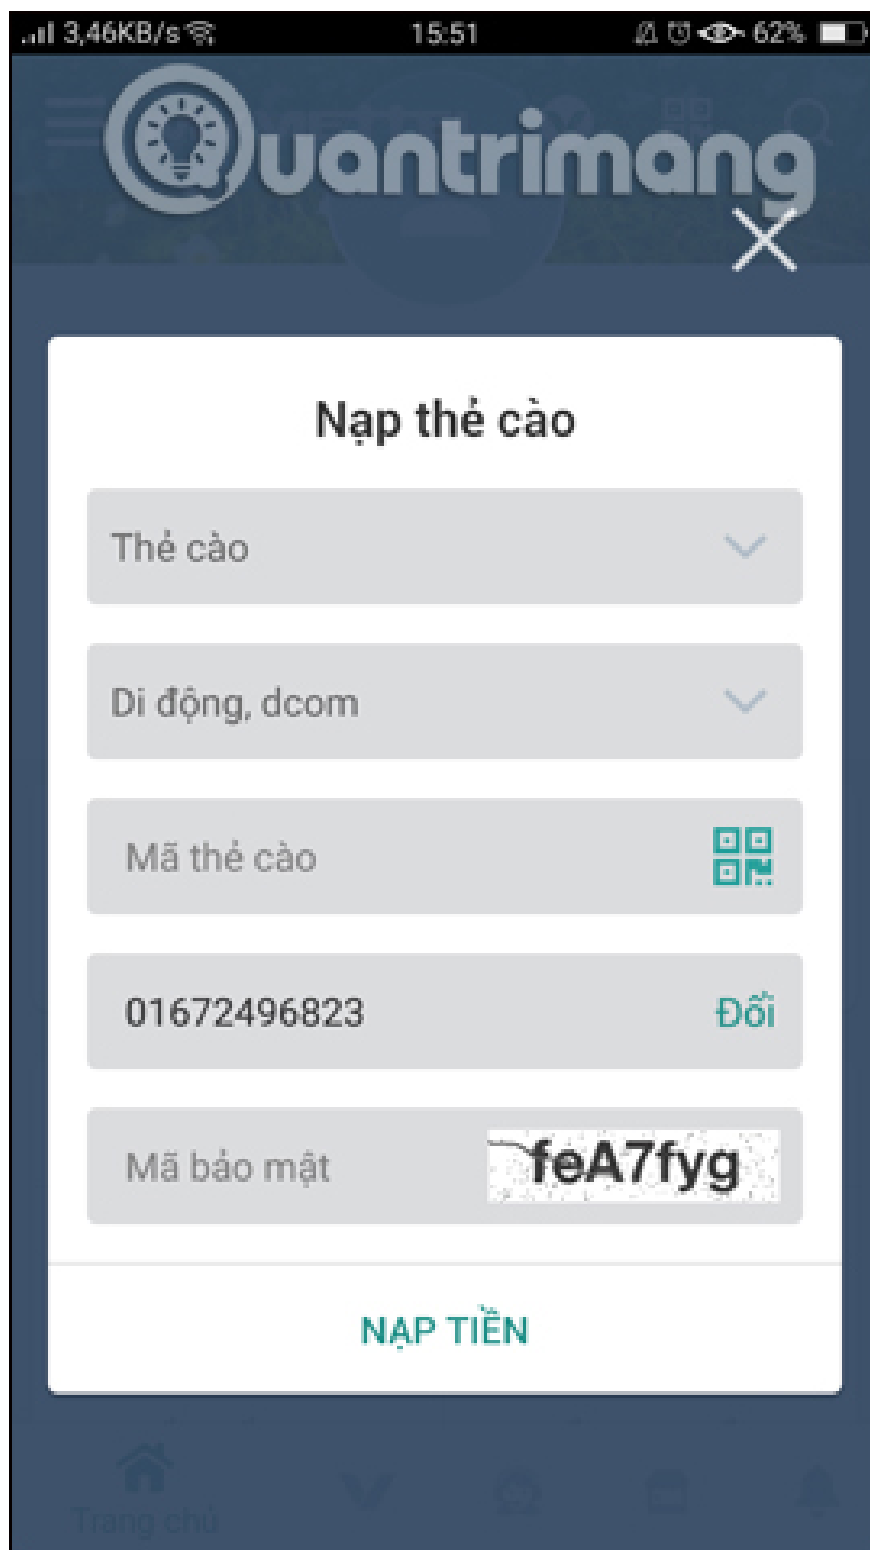 3,46KB/s 15:51 62%
Quantrimang
Nạp thẻ cào
Thẻ cào
Di động, dcom
Mã thẻ cào
01672496823 Đổi
Mã bảo mật feA7fyg
NẠP TIỀN
Trang chủ